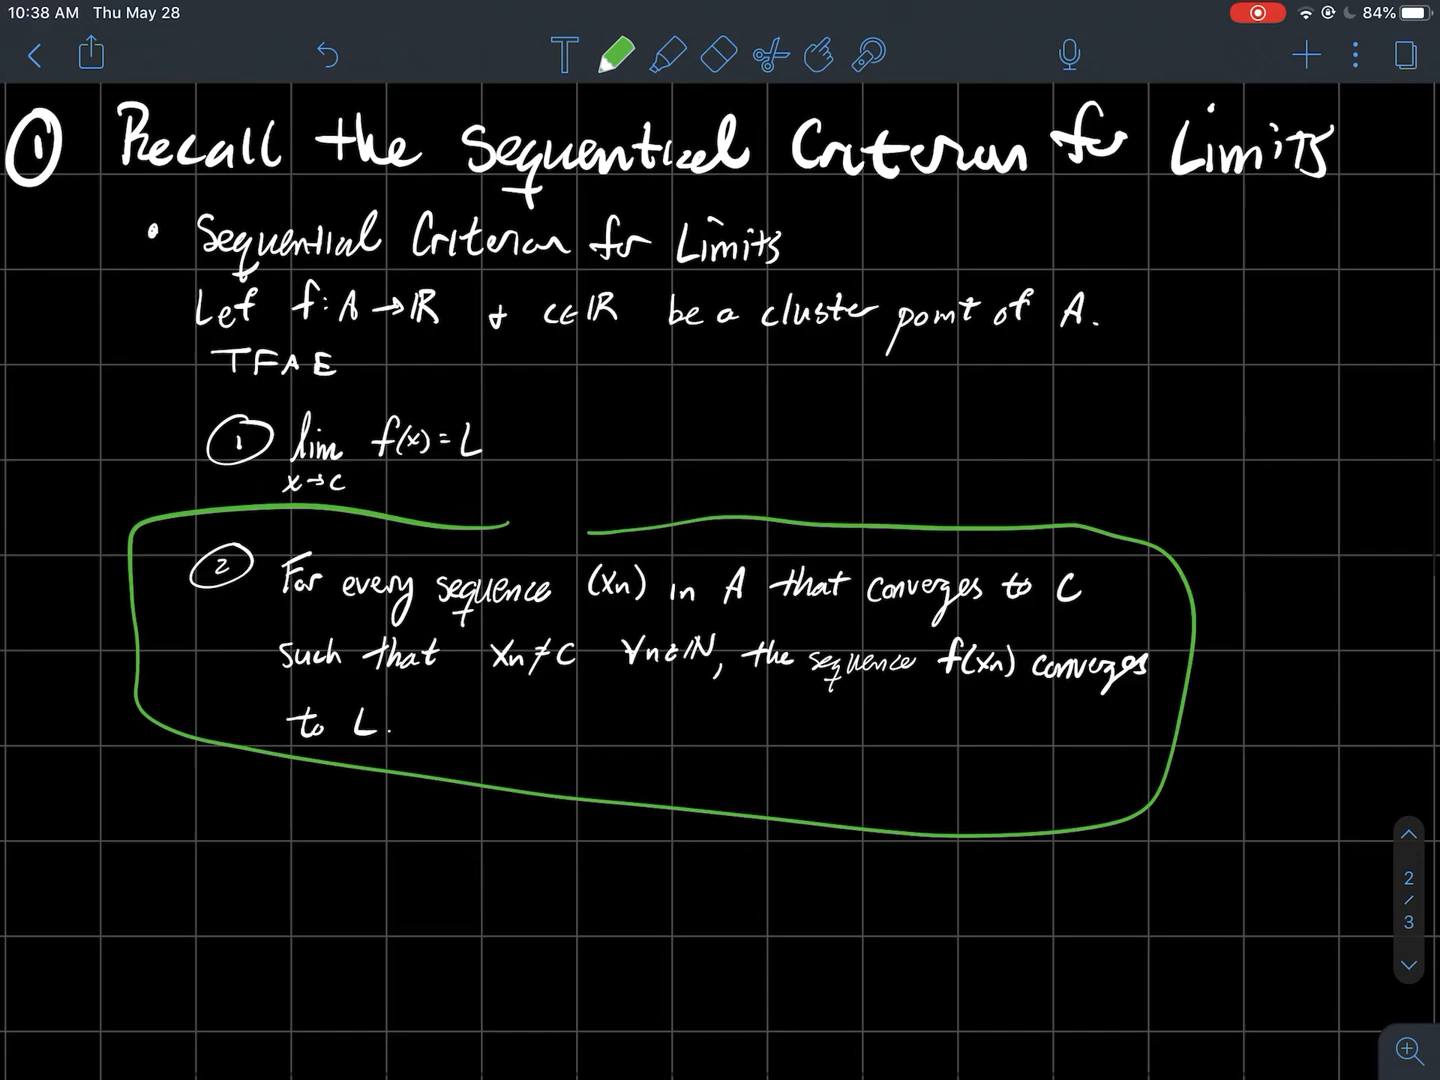 10:38 AM Thu May 28
84%
① Recall the Sequential Criterion for Limits
• Sequential Criterion for Limits
Let f: A → ℝ & c∈ℝ be a cluster point of A.
TFAE
① lim f(x) = L
x→c
② For every sequence (xn) in A that converges to C
such that xn ≠ C ∀n∈ℕ, the sequence f(xn) converges
to L.
2
/
3